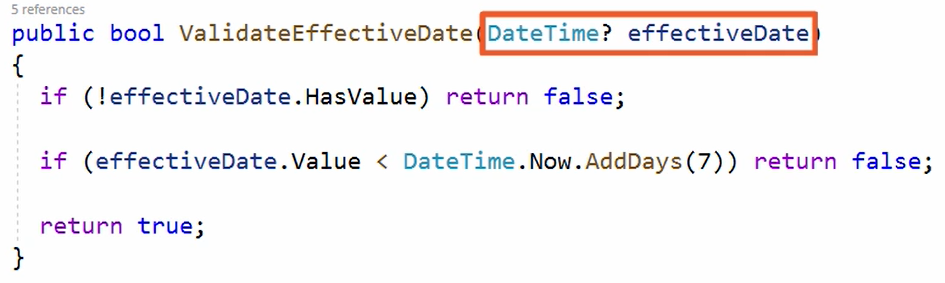 5 references
public bool ValidateEffectiveDate(DateTime? effectiveDate)
{
if (!effectiveDate.HasValue) return false;
if (effectiveDate.Value < DateTime.Now.AddDays(7)) return false;
return true;
}